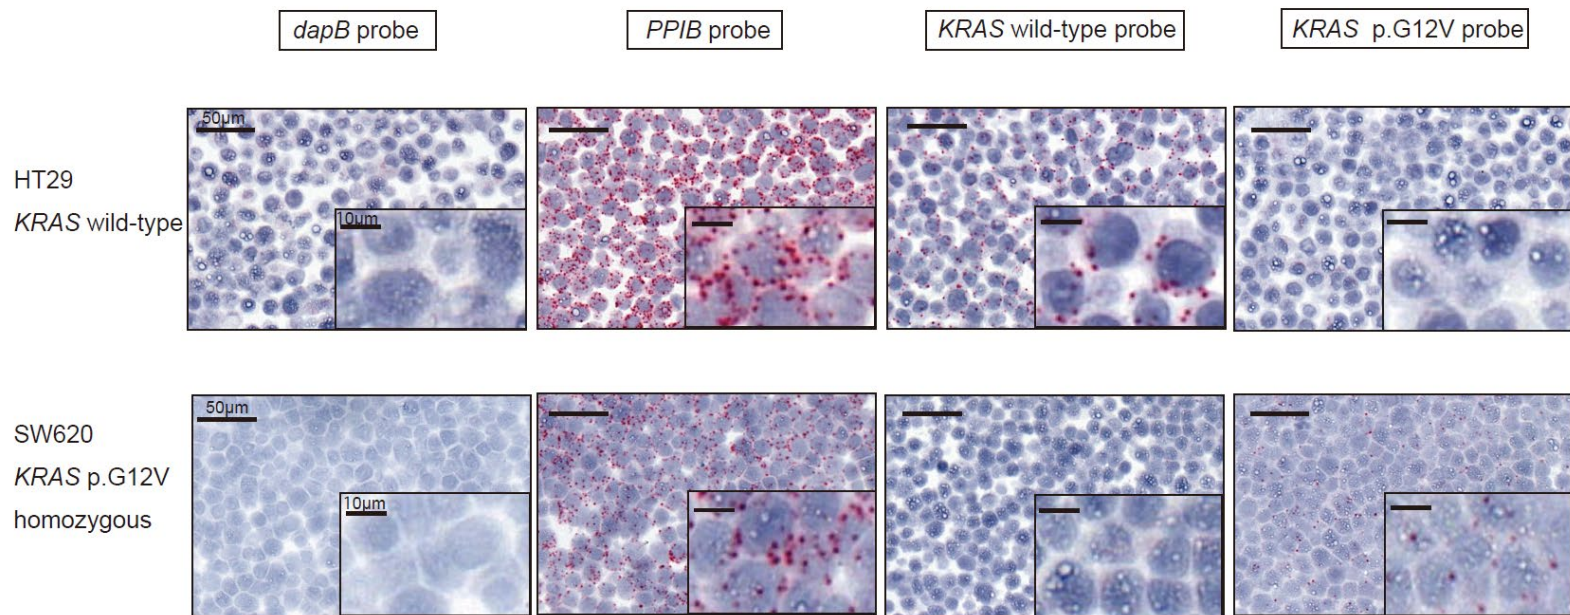 dapB probe
PPIB probe
KRAS wild-type probe
KRAS p.G12V probe
HT29
KRAS wild-type
50μm
10μm
SW620
KRAS p.G12V
homozygous
50μm
10μm